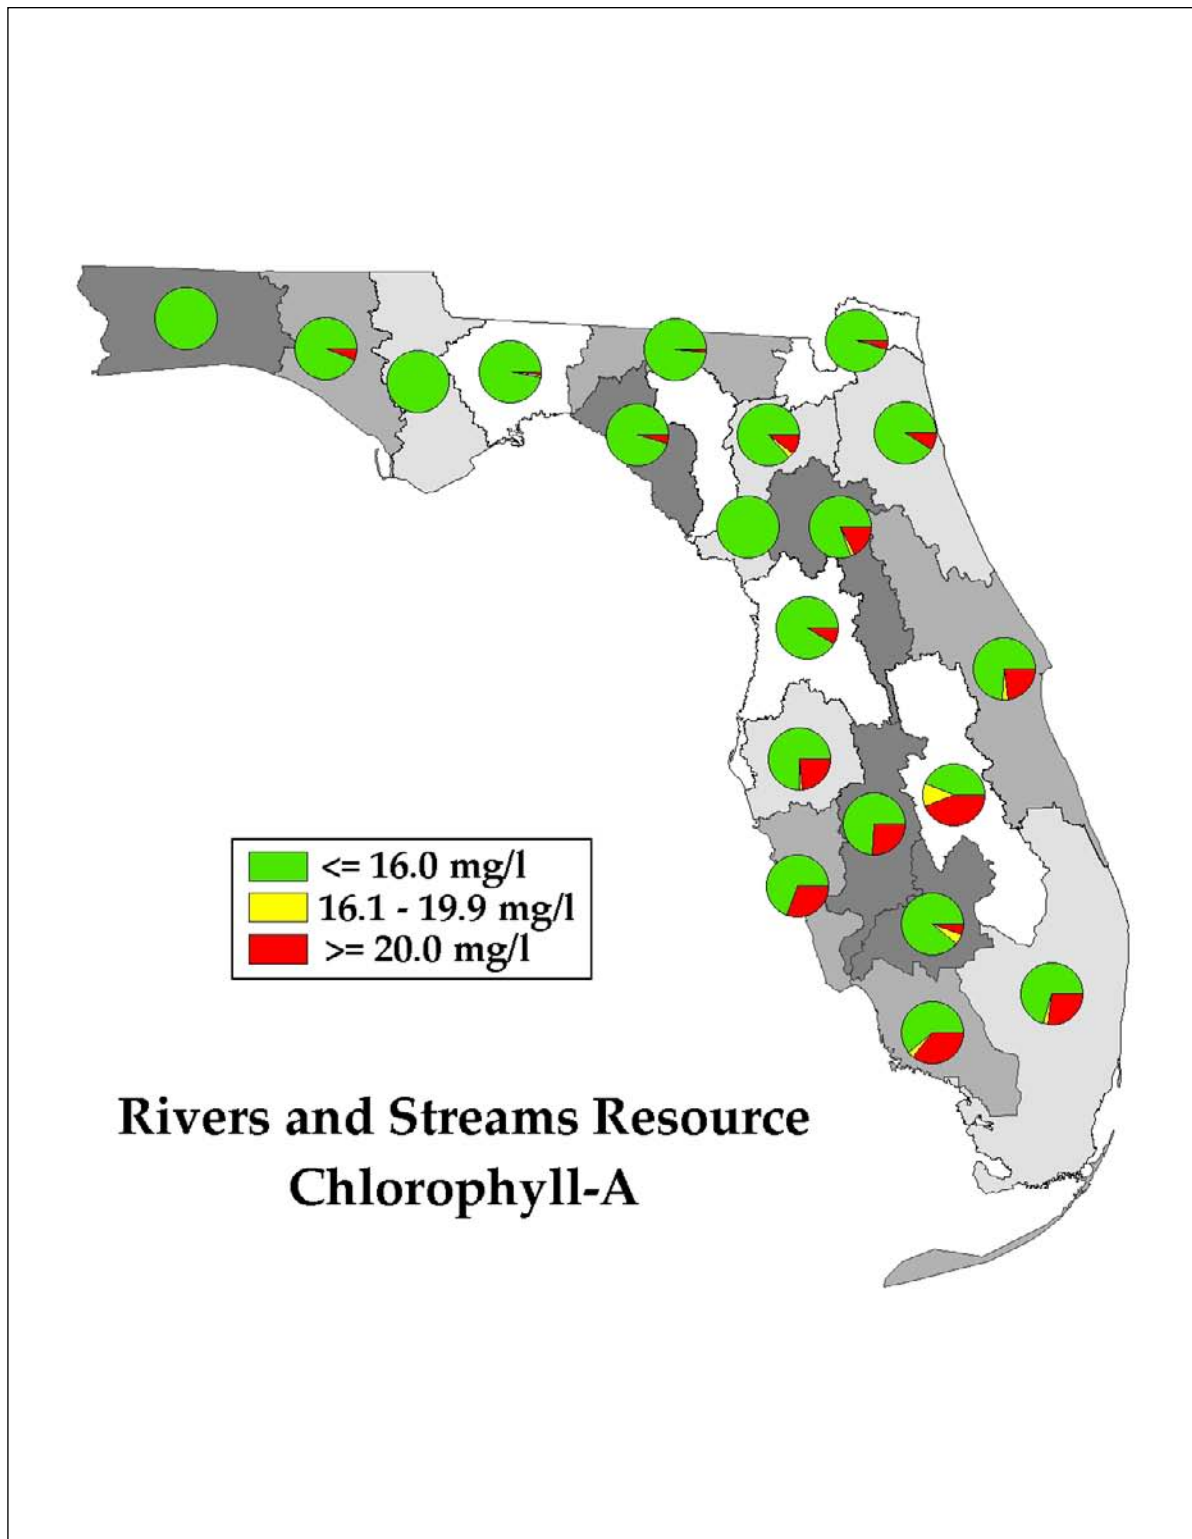 <= 16.0 mg/l
16.1 - 19.9 mg/l
>= 20.0 mg/l
Rivers and Streams Resource
Chlorophyll-A